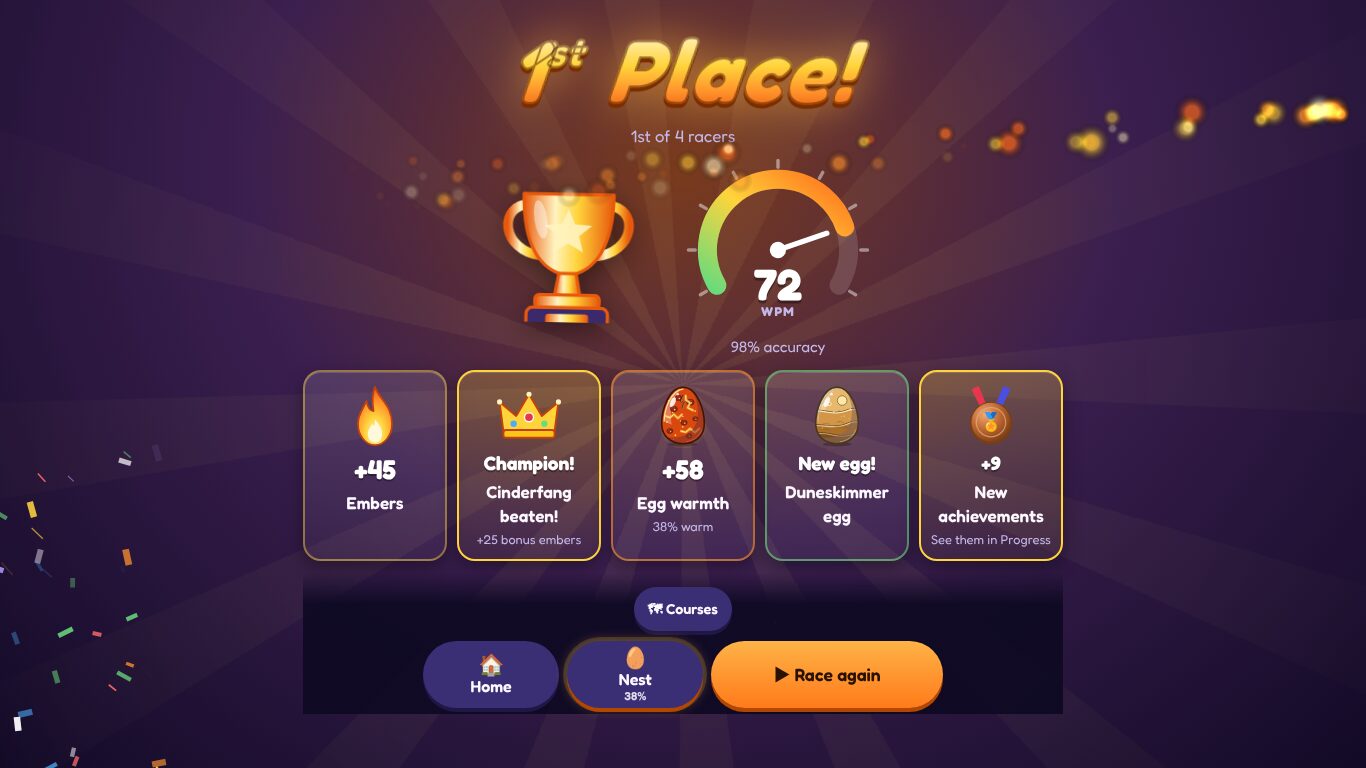 1st Place!
1st of 4 racers
72
WPM
98% accuracy
+45
Embers
Champion!
Cinderfang
beaten!
+25 bonus embers
+58
Egg warmth
38% warm
New egg!
Duneskimmer
egg
+9
New
achievements
See them in Progress
Courses
Home
Nest
38%
Race again